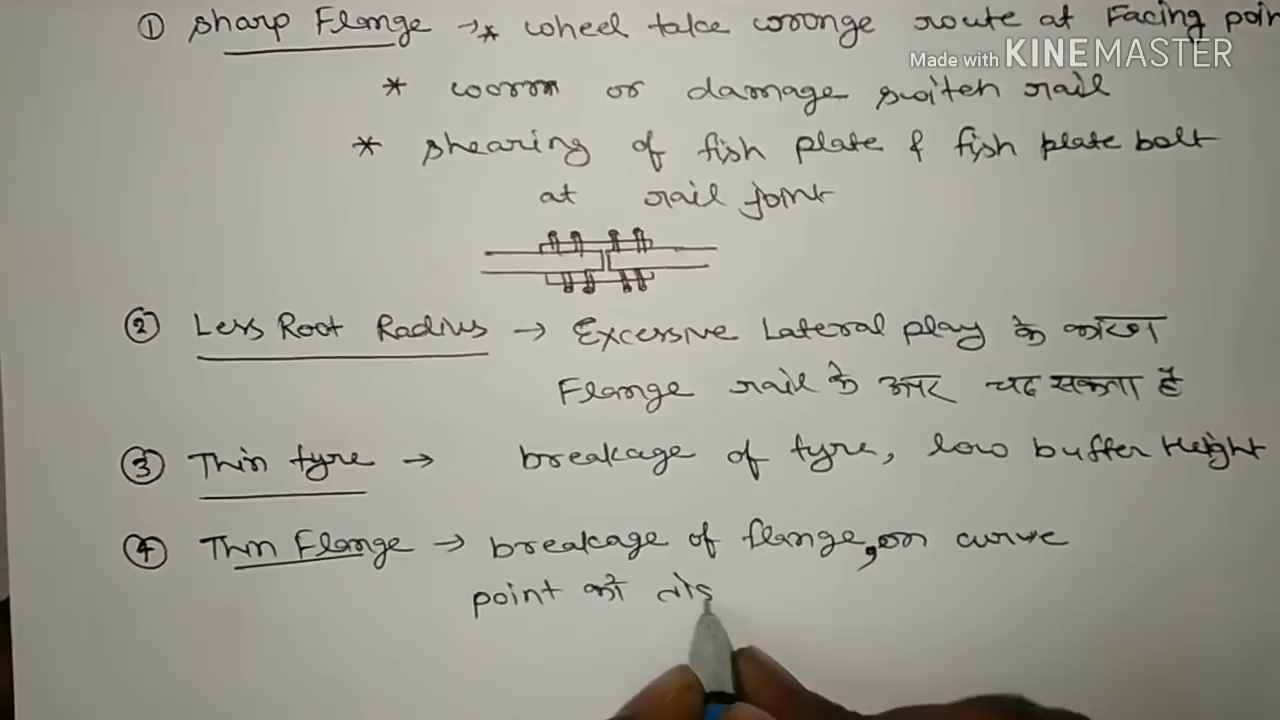 ① Sharp Flange → * wheel take wronge route at Facing poin
Made with KINEMASTER
* worrn or damage switch rail
* shearing of fish plate & fish plate bolt
at rail joint
② Less Root Radius → Excessive Lateral play के कारण
Flange rail के ऊपर चढ सकता है
③ Thin tyre → breakage of tyre, low buffer Height
④ Thin Flange → breakage of flange, on curve
point को तोड